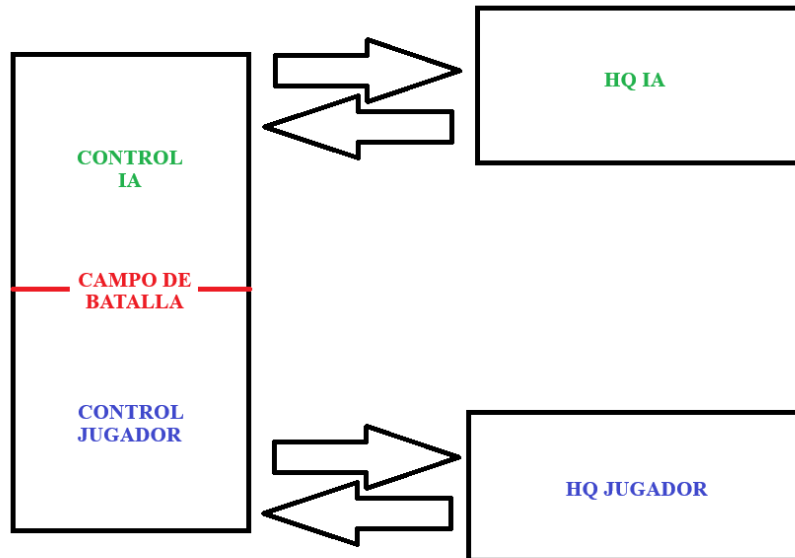 HQ IA
CONTROL
IA
CAMPO DE
BATALLA
CONTROL
JUGADOR
HQ JUGADOR